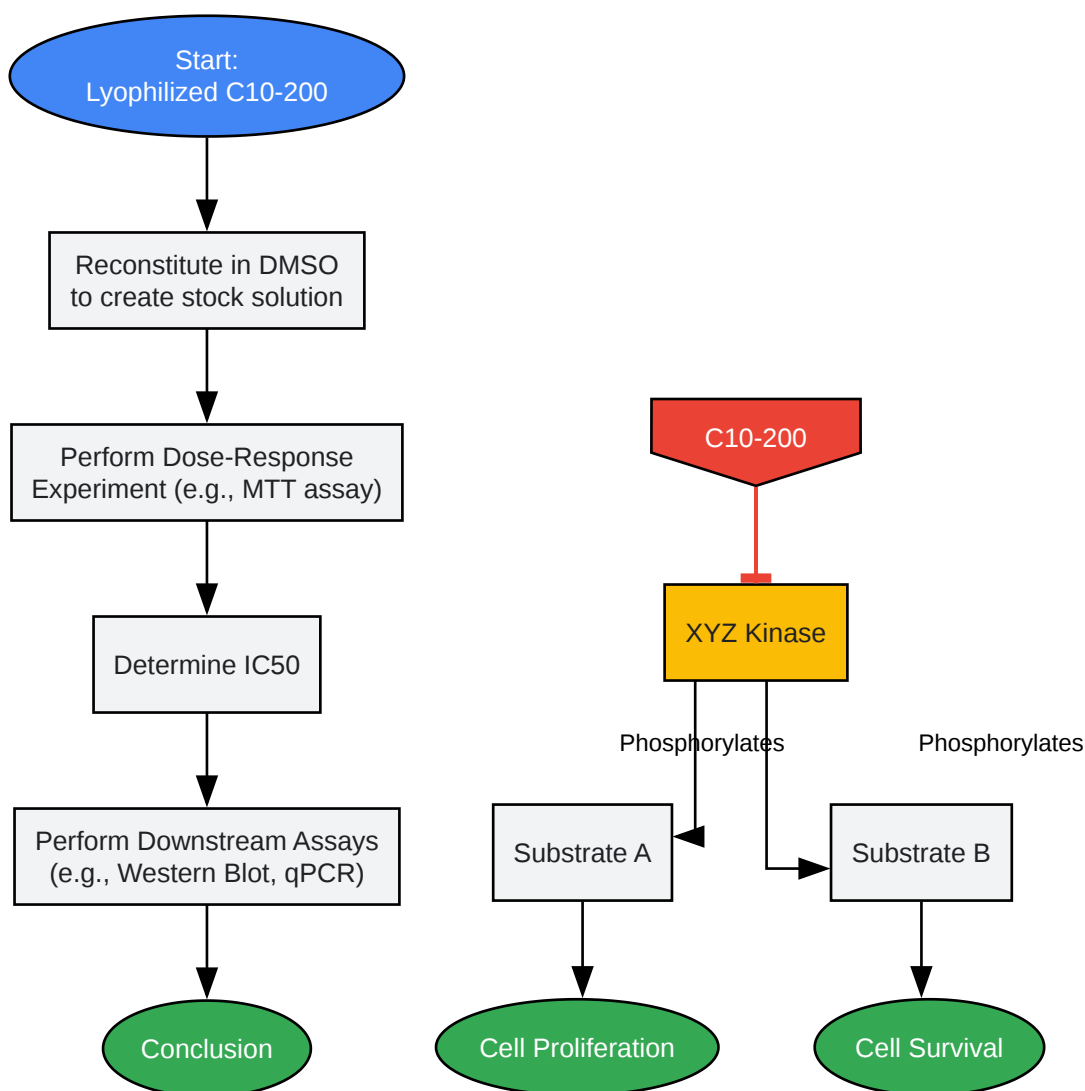 Start:
Lyophilized C10-200
Reconstitute in DMSO
to create stock solution
Perform Dose-Response
Experiment (e.g., MTT assay)
Determine IC50
Perform Downstream Assays
(e.g., Western Blot, qPCR)
Conclusion
C10-200
XYZ Kinase
Phosphorylates
Phosphorylates
Substrate A
Substrate B
Cell Proliferation
Cell Survival